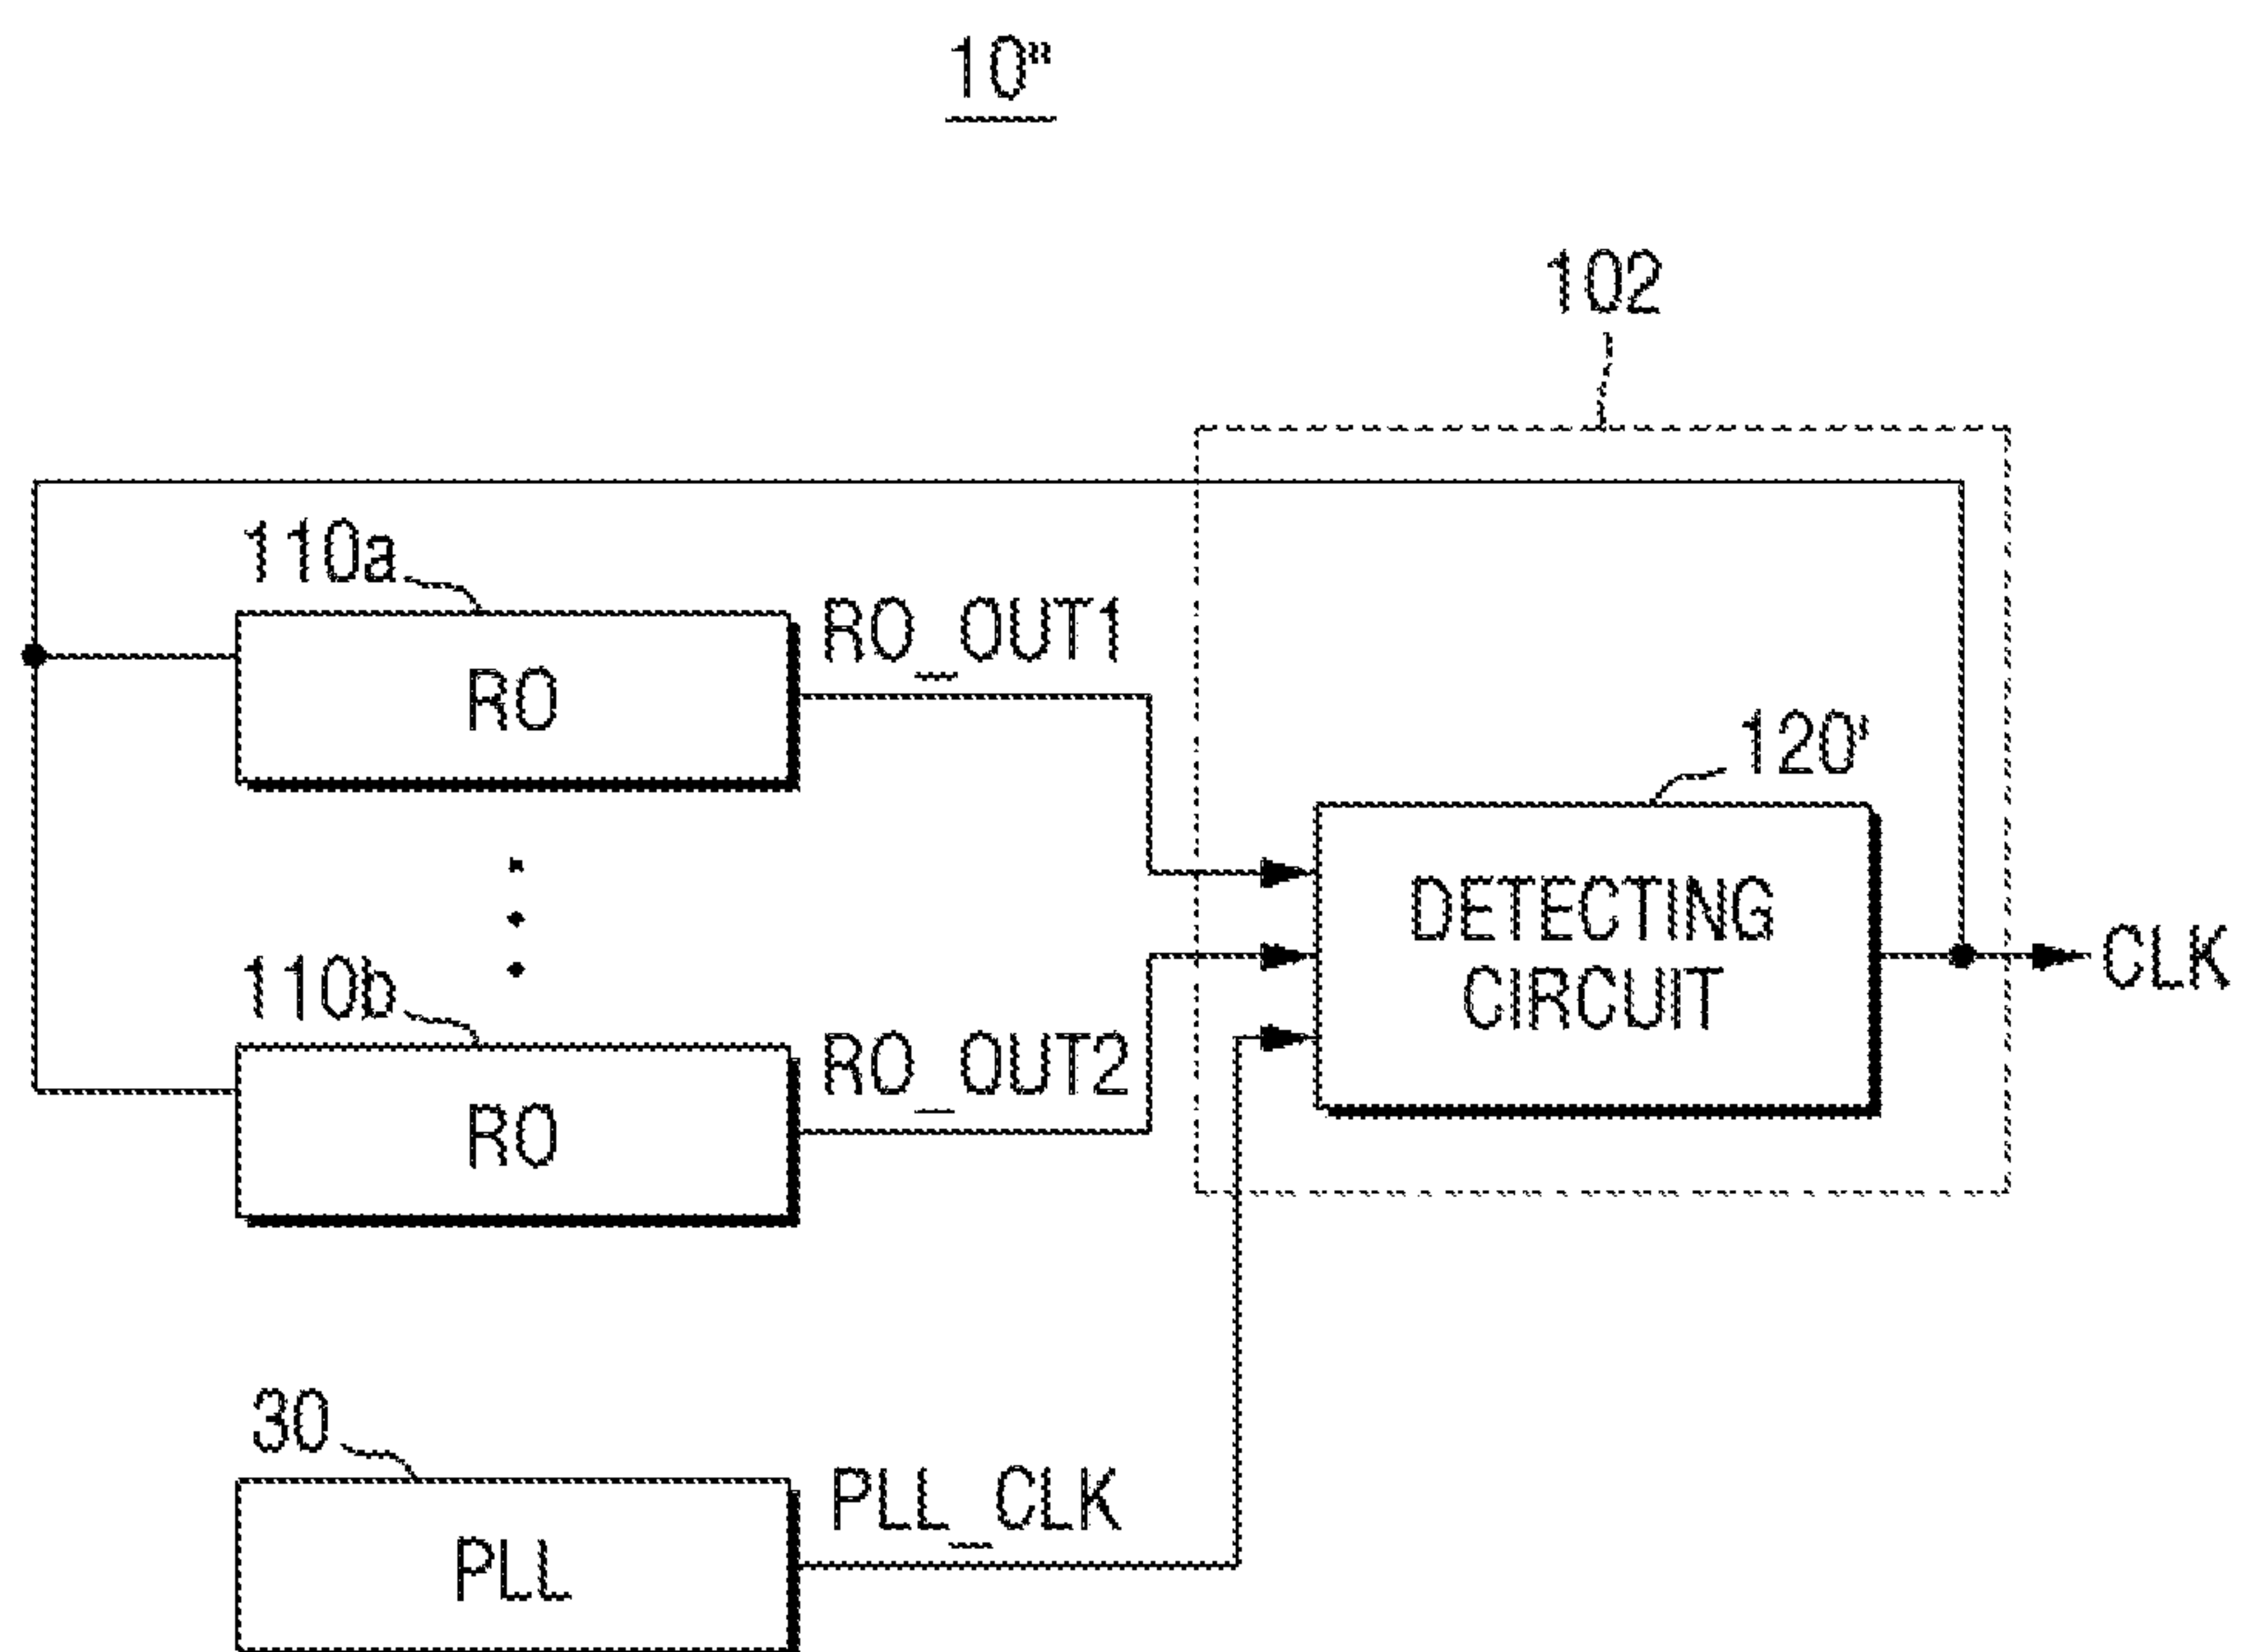 10"
102
110a
RO
RO_OUT1
120'
DETECTING
CIRCUIT
CLK
110b
RO
RO_OUT2
30
PLL
PLL_CLK